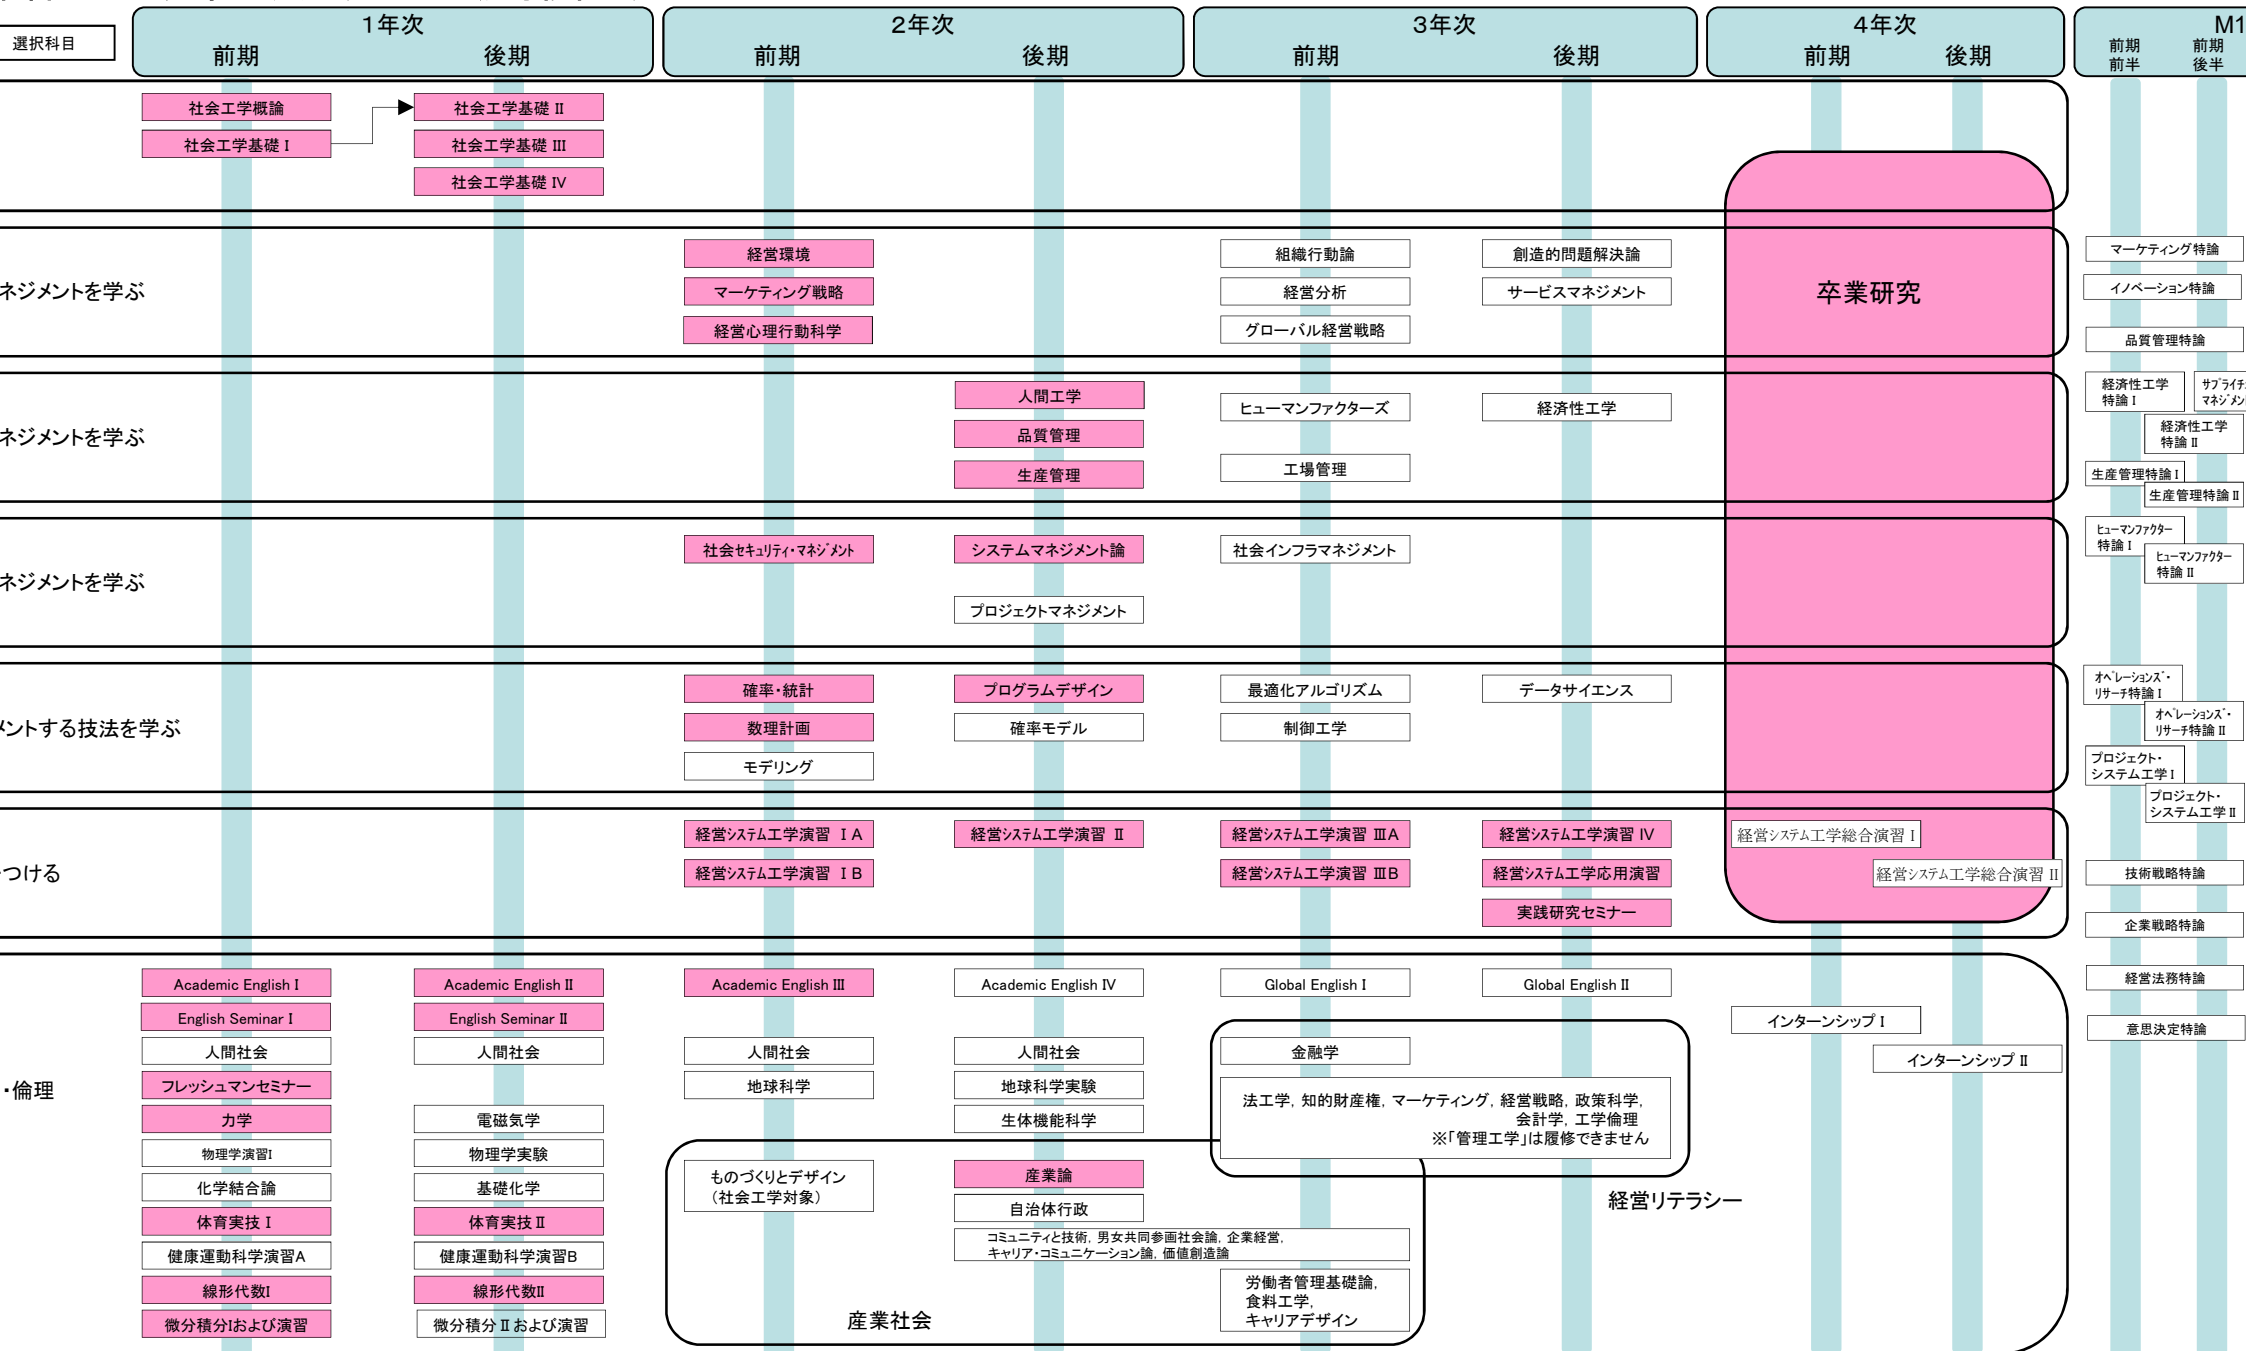 選択科目
1年次
前期
後期
2年次
前期
後期
3年次
前期
後期
4年次
前期
後期
M1
前期
前半
前期
後半
社会工学概論
社会工学基礎 II
社会工学基礎 I
社会工学基礎 III
社会工学基礎 IV
ネジメントを学ぶ
経営環境
マーケティング戦略
経営心理行動科学
組織行動論
経営分析
グローバル経営戦略
創造的問題解決論
サービスマネジメント
卒業研究
マーケティング特論
イノベーション特論
品質管理特論
ネジメントを学ぶ
人間工学
品質管理
生産管理
ヒューマンファクターズ
工場管理
経済性工学
経済性工学
特論 I
サプライチ
マネジメン
経済性工学
特論 II
生産管理特論 I
生産管理特論 II
ネジメントを学ぶ
社会セキュリティ・マネジメント
システムマネジメント論
プロジェクトマネジメント
社会インフラマネジメント
ヒューマンファクター
特論 I
ヒューマンファクター
特論 II
メントする技法を学ぶ
確率・統計
数理計画
モデリング
プログラムデザイン
確率モデル
最適化アルゴリズム
制御工学
データサイエンス
オペレーションズ・
リサーチ特論 I
オペレーションズ・
リサーチ特論 II
プロジェクト・
システム工学 I
プロジェクト・
システム工学 II
つける
経営システム工学演習 I A
経営システム工学演習 I B
経営システム工学演習 II
経営システム工学演習 IIIA
経営システム工学演習 IIIB
経営システム工学演習 IV
経営システム工学応用演習
実践研究セミナー
経営システム工学総合演習 I
経営システム工学総合演習 II
技術戦略特論
企業戦略特論
経営法務特論
意思決定特論
・倫理
Academic English I
English Seminar I
人間社会
フレッシュマンセミナー
力学
物理学演習I
化学結合論
体育実技 I
健康運動科学演習A
線形代数I
微分積分Iおよび演習
Academic English II
English Seminar II
人間社会
電磁気学
物理学実験
基礎化学
体育実技 II
健康運動科学演習B
線形代数II
微分積分 II および演習
Academic English III
人間社会
地球科学
ものづくりとデザイン
(社会工学対象)
Academic English IV
人間社会
地球科学実験
生体機能科学
産業論
自治体行政
コミュニティと技術, 男女共同参画社会論, 企業経営,
キャリア・コミュニケーション論, 価値創造論
Global English I
金融学
法工学, 知的財産権, マーケティング, 経営戦略, 政策科学,
会計学, 工学倫理
※「管理工学」は履修できません
労働者管理基礎論,
食料工学,
キャリアデザイン
Global English II
経営リテラシー
産業社会
インターンシップ I
インターンシップ II